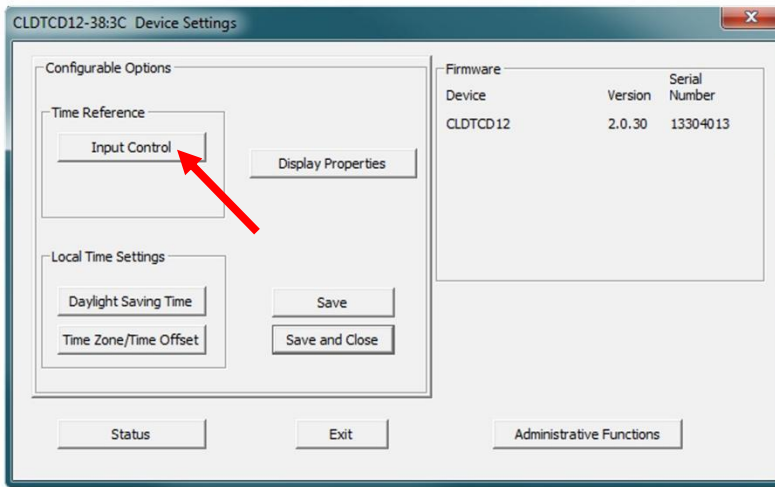 CLDTCD12-38:3C Device Settings
Configurable Options
Time Reference
Input Control
Display Properties
Local Time Settings
Daylight Saving Time
Time Zone/Time Offset
Save
Save and Close
Firmware
Device Version Serial Number
CLDTCD12 2.0.30 13304013
Status
Exit
Administrative Functions